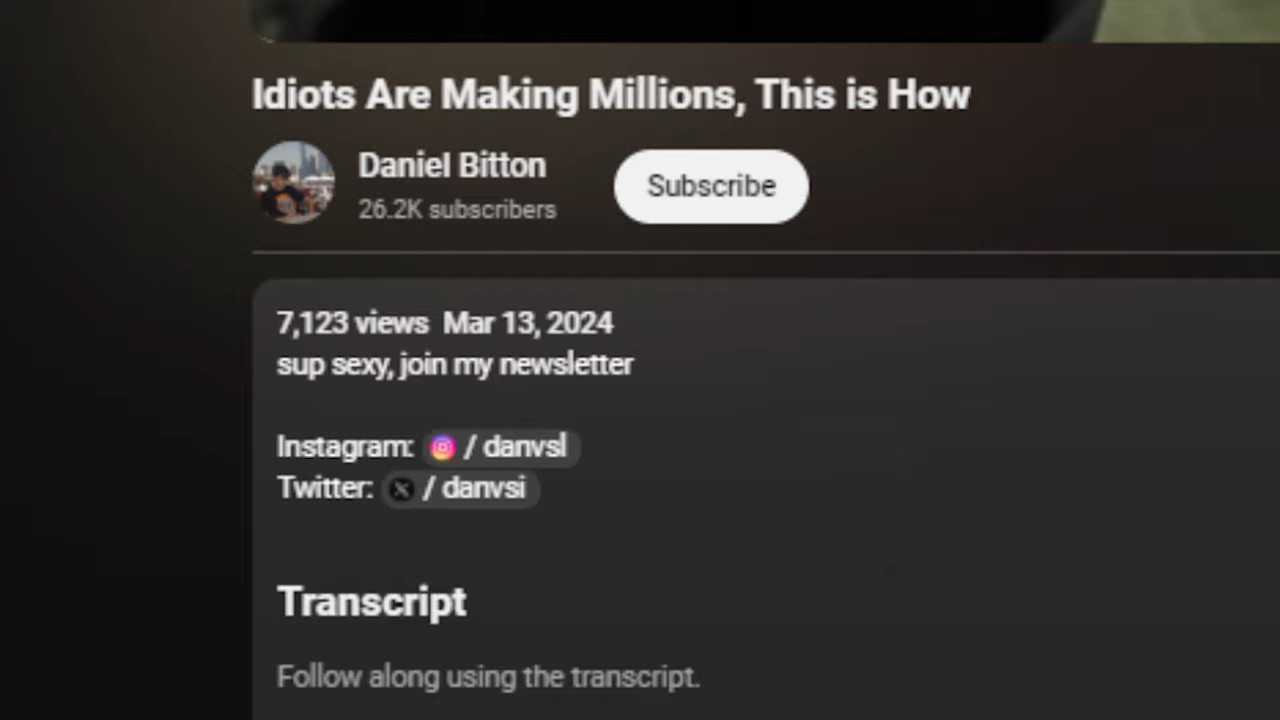 Idiots Are Making Millions, This is How
Daniel Bitton
26.2K subscribers
Subscribe
7,123 views Mar 13, 2024
sup sexy, join my newsletter
Instagram: / danvsl
Twitter: / danvsi
Transcript
Follow along using the transcript.